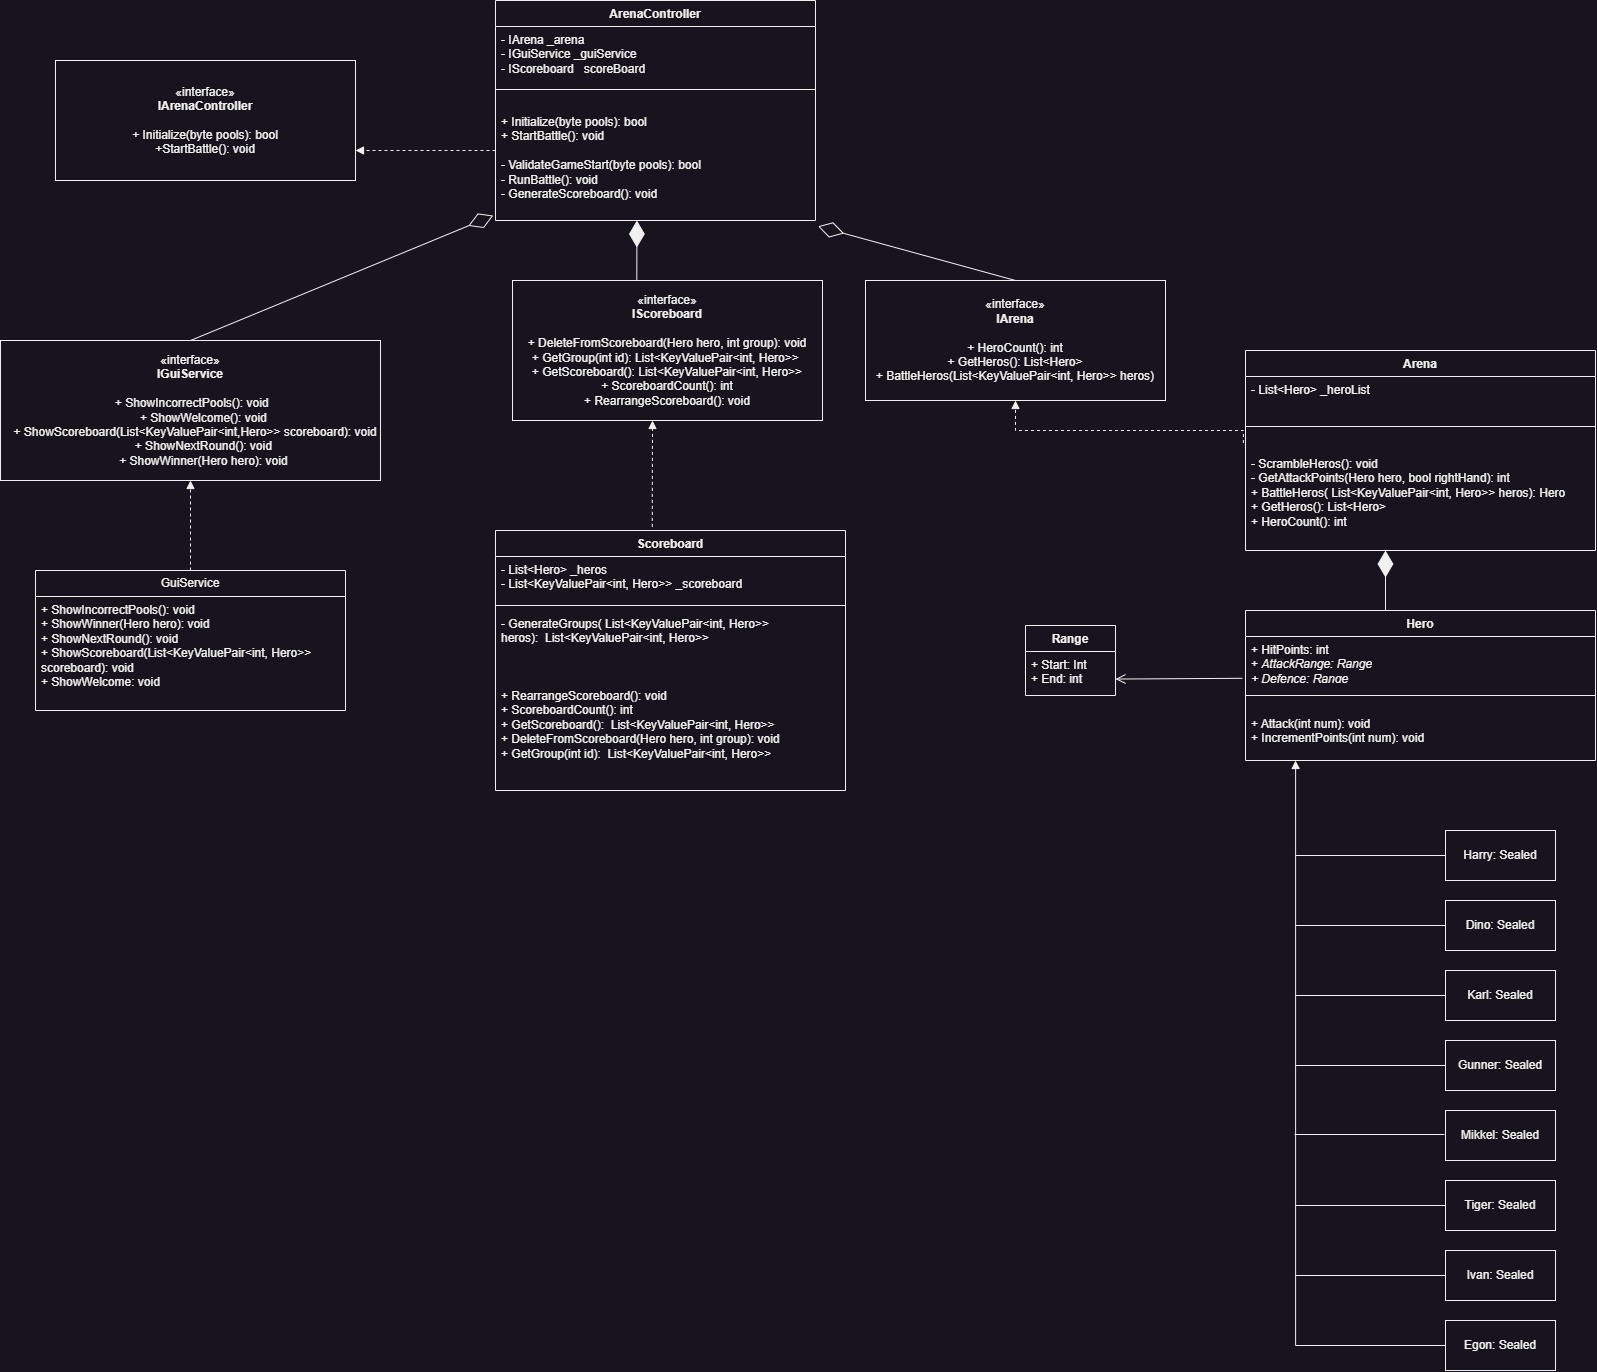 ArenaController
- IArena _arena
- IGuiService _guiService
- IScoreboard _scoreBoard
+ Initialize(byte pools): bool
+ StartBattle(): void
- ValidateGameStart(byte pools): bool
- RunBattle(): void
- GenerateScoreboard(): void
«interface»
IArenaController
+ Initialize(byte pools): bool
+StartBattle(): void
«interface»
IGuiService
+ ShowIncorrectPools(): void
+ ShowWelcome(): void
+ ShowScoreboard(List<KeyValuePair<int,Hero>> scoreboard): void
+ ShowNextRound(): void
+ ShowWinner(Hero hero): void
«interface»
IScoreboard
+ DeleteFromScoreboard(Hero hero, int group): void
+ GetGroup(int id): List<KeyValuePair<int, Hero>>
+ GetScoreboard(): List<KeyValuePair<int, Hero>>
+ ScoreboardCount(): int
+ RearrangeScoreboard(): void
«interface»
IArena
+ HeroCount(): int
+ GetHeros(): List<Hero>
+ BattleHeros(List<KeyValuePair<int, Hero>> heros)
Arena
- List<Hero> _heroList
- ScrambleHeros(): void
- GetAttackPoints(Hero hero, bool rightHand): int
+ BattleHeros( List<KeyValuePair<int, Hero>> heros): Hero
+ GetHeros(): List<Hero>
+ HeroCount(): int
GuiService
+ ShowIncorrectPools(): void
+ ShowWinner(Hero hero): void
+ ShowNextRound(): void
+ ShowScoreboard(List<KeyValuePair<int, Hero>>
scoreboard): void
+ ShowWelcome: void
Scoreboard
- List<Hero> _heros
- List<KeyValuePair<int, Hero>> _scoreboard
- GenerateGroups( List<KeyValuePair<int, Hero>>
heros): List<KeyValuePair<int, Hero>>
+ RearrangeScoreboard(): void
+ ScoreboardCount(): int
+ GetScoreboard(): List<KeyValuePair<int, Hero>>
+ DeleteFromScoreboard(Hero hero, int group): void
+ GetGroup(int id): List<KeyValuePair<int, Hero>>
Range
+ Start: Int
+ End: int
Hero
+ HitPoints: int
+ AttackRange: Range
+ Defence: Range
+ Attack(int num): void
+ IncrementPoints(int num): void
Harry: Sealed
Dino: Sealed
Karl: Sealed
Gunner: Sealed
Mikkel: Sealed
Tiger: Sealed
Ivan: Sealed
Egon: Sealed